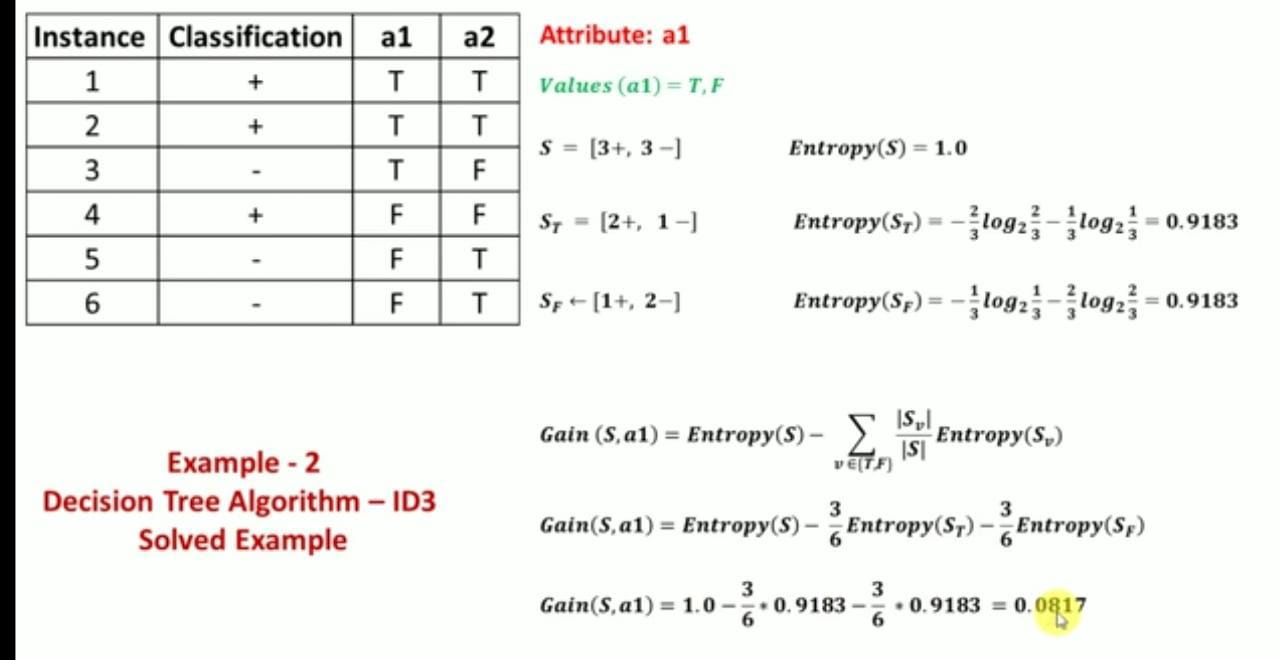 Instance Classification a1 a2
1 + T T
2 + T T
3 - T F
4 + F F
5 - F T
6 - F T
Attribute: a1
Values (a1) = T, F
S = [3+, 3 −] Entropy(S) = 1.0
S_T = [2+, 1 −] Entropy(S_T) = −2/3 log₂ 2/3 − 1/3 log₂ 1/3 = 0.9183
S_F ← [1+, 2−] Entropy(S_F) = −1/3 log₂ 1/3 − 2/3 log₂ 2/3 = 0.9183
Gain (S, a1) = Entropy(S) − ∑ v ∈{T,F} |S_v|/|S| Entropy(S_v)
Gain(S, a1) = Entropy(S) − 3/6 Entropy(S_T) − 3/6 Entropy(S_F)
Gain(S, a1) = 1.0 − 3/6 * 0.9183 − 3/6 * 0.9183 = 0.0817
Example - 2
Decision Tree Algorithm – ID3
Solved Example